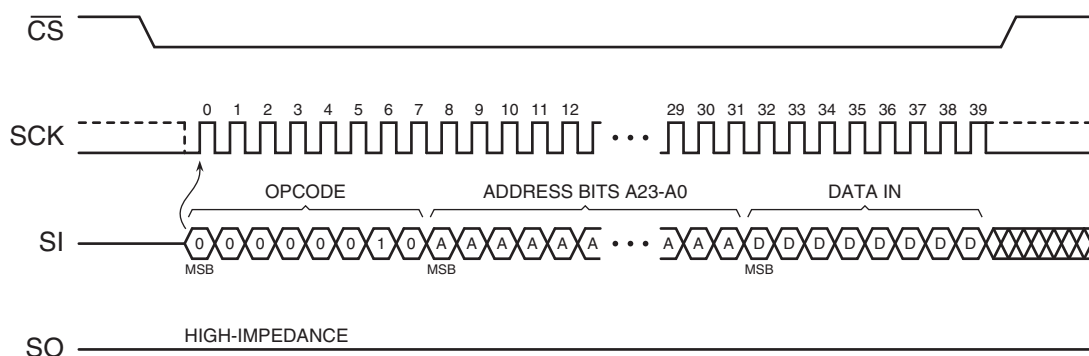 CS
0 1 2 3 4 5 6 7 8 9 10 11 12 29 30 31 32 33 34 35 36 37 38 39
SCK
OPCODE ADDRESS BITS A23-A0 DATA IN
SI 0 0 0 0 0 0 1 0 A A A A A A • • • A A A D D D D D D D D
MSB MSB MSB
HIGH-IMPEDANCE
SO